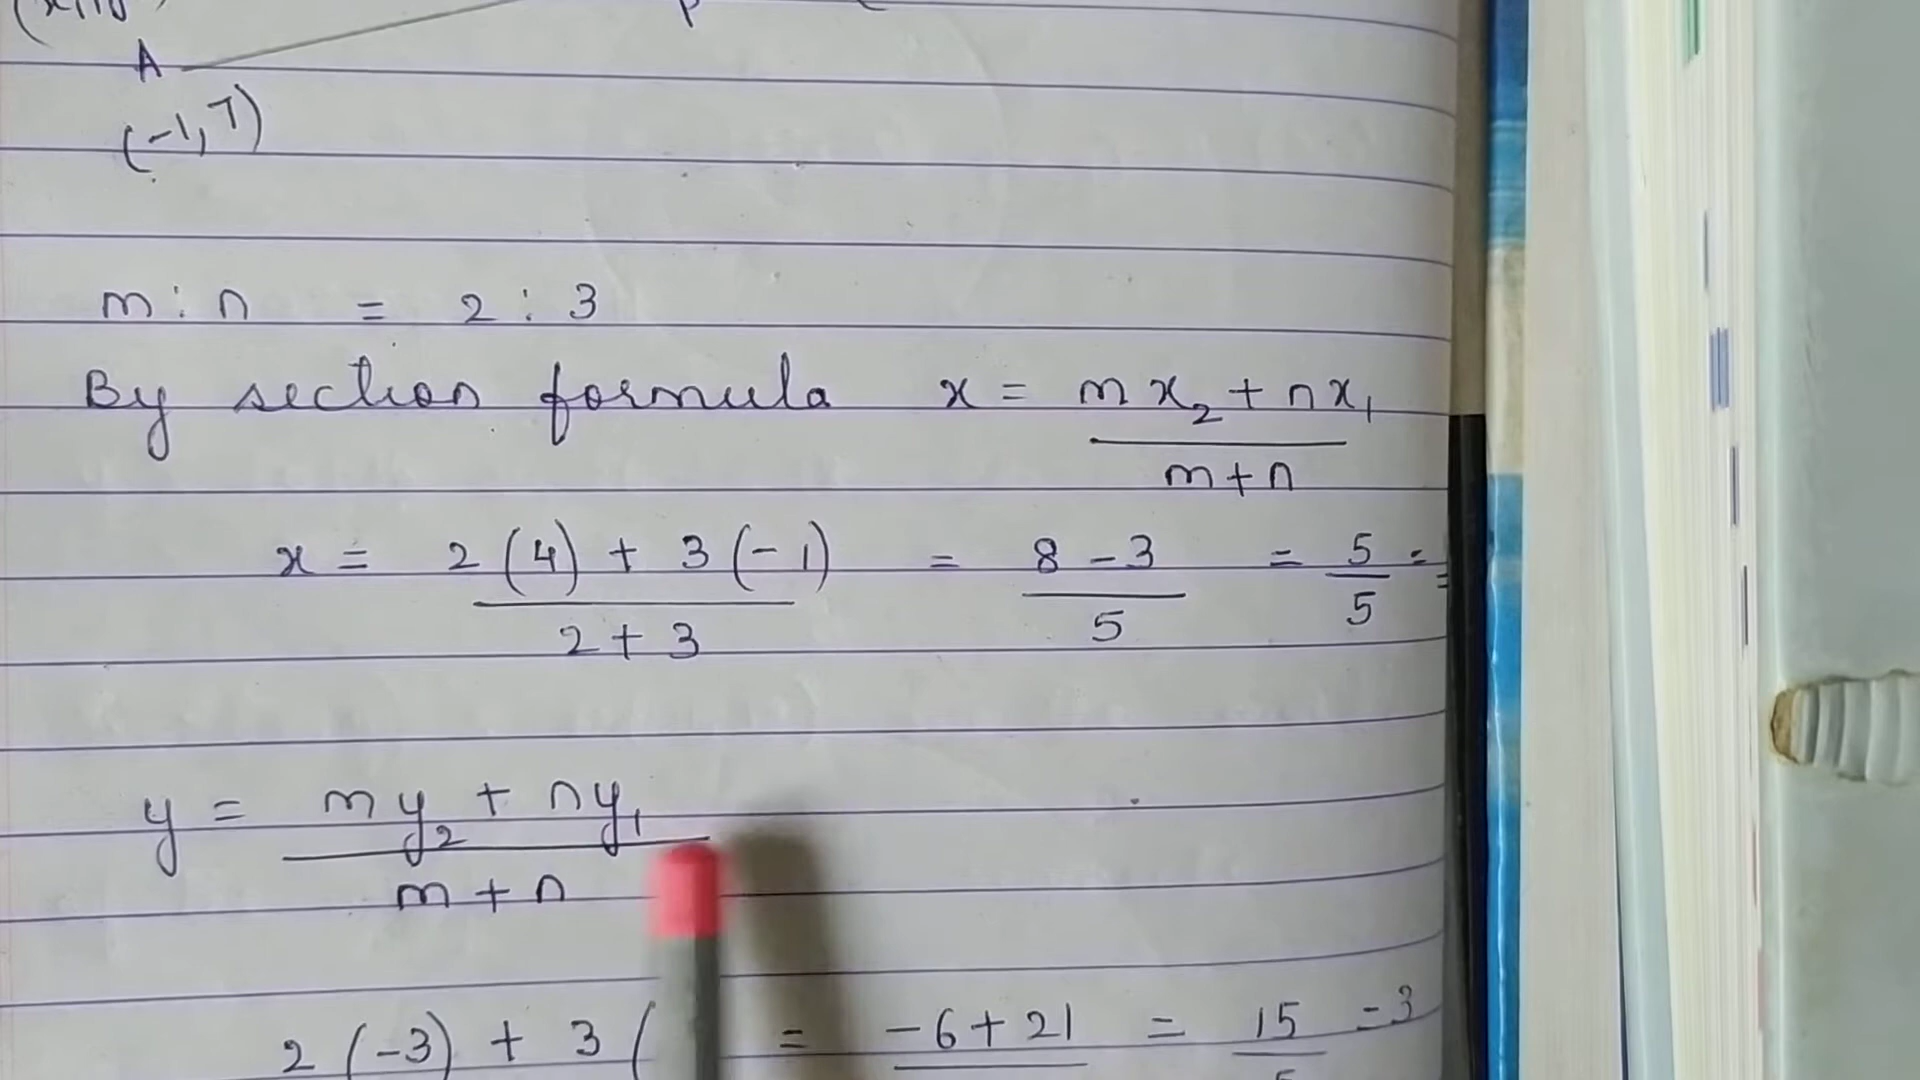 A
(-1, 7)
m : n = 2 : 3
By section formula x = mx₂ + nx₁
m + n
x = 2 (4) + 3 (-1) = 8 - 3 = 5 =
2 + 3 5 5
y = my₂ + ny₁
m + n
2 (-3) + 3 ( = -6 + 21 = 15 = 3